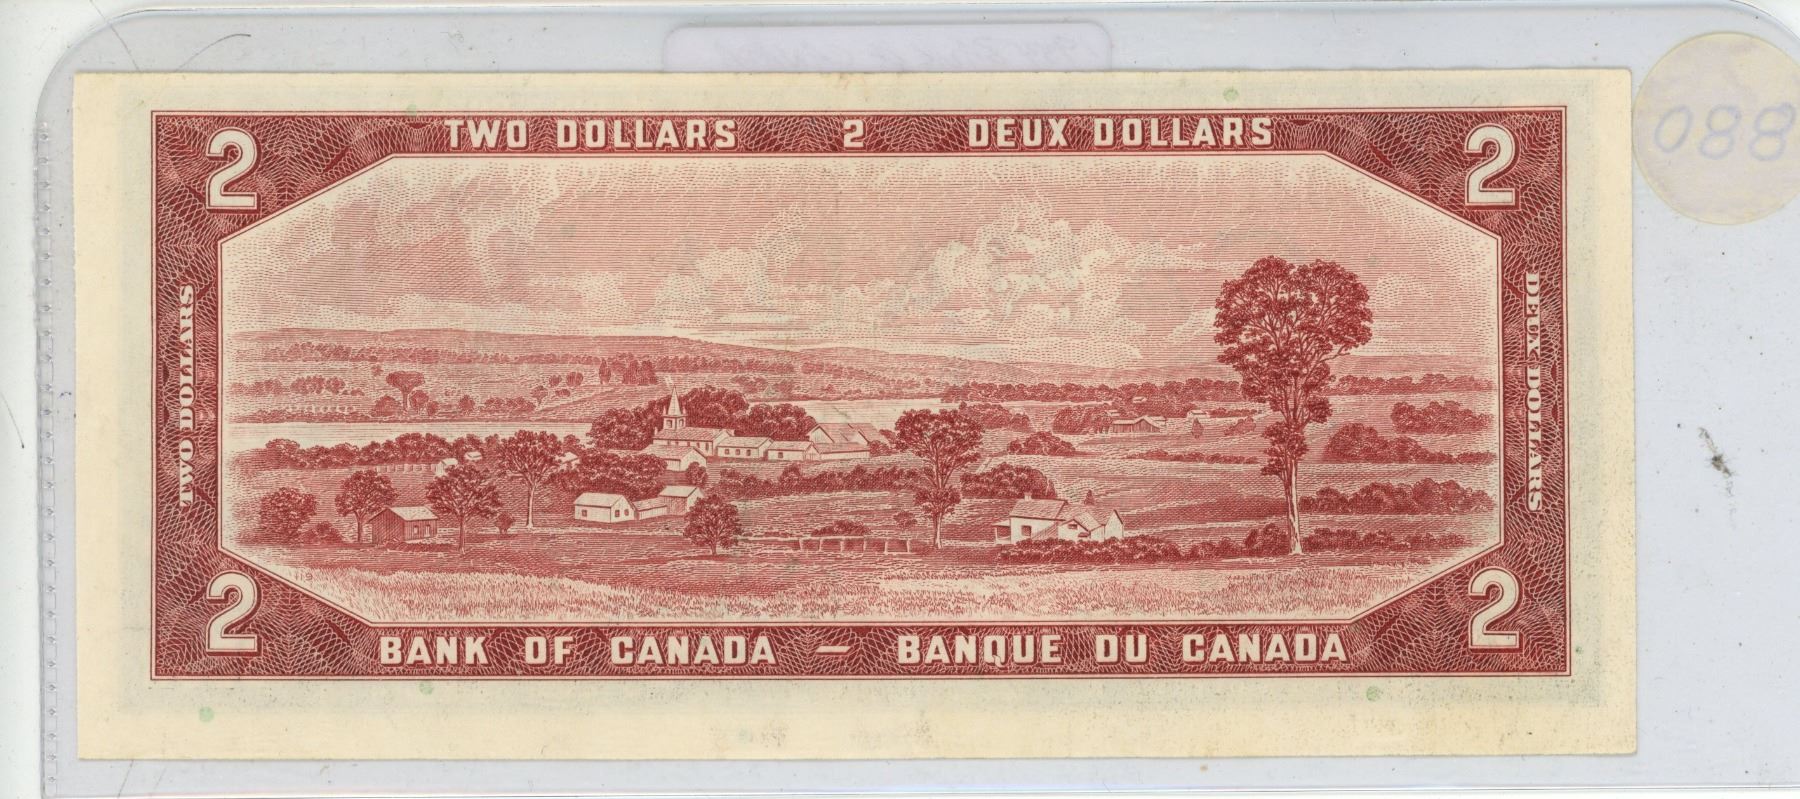 TWO DOLLARS 2 DEUX DOLLARS
2 2
TWO DOLLARS
DEUX DOLLARS
2 2
BANK OF CANADA — BANQUE DU CANADA
088